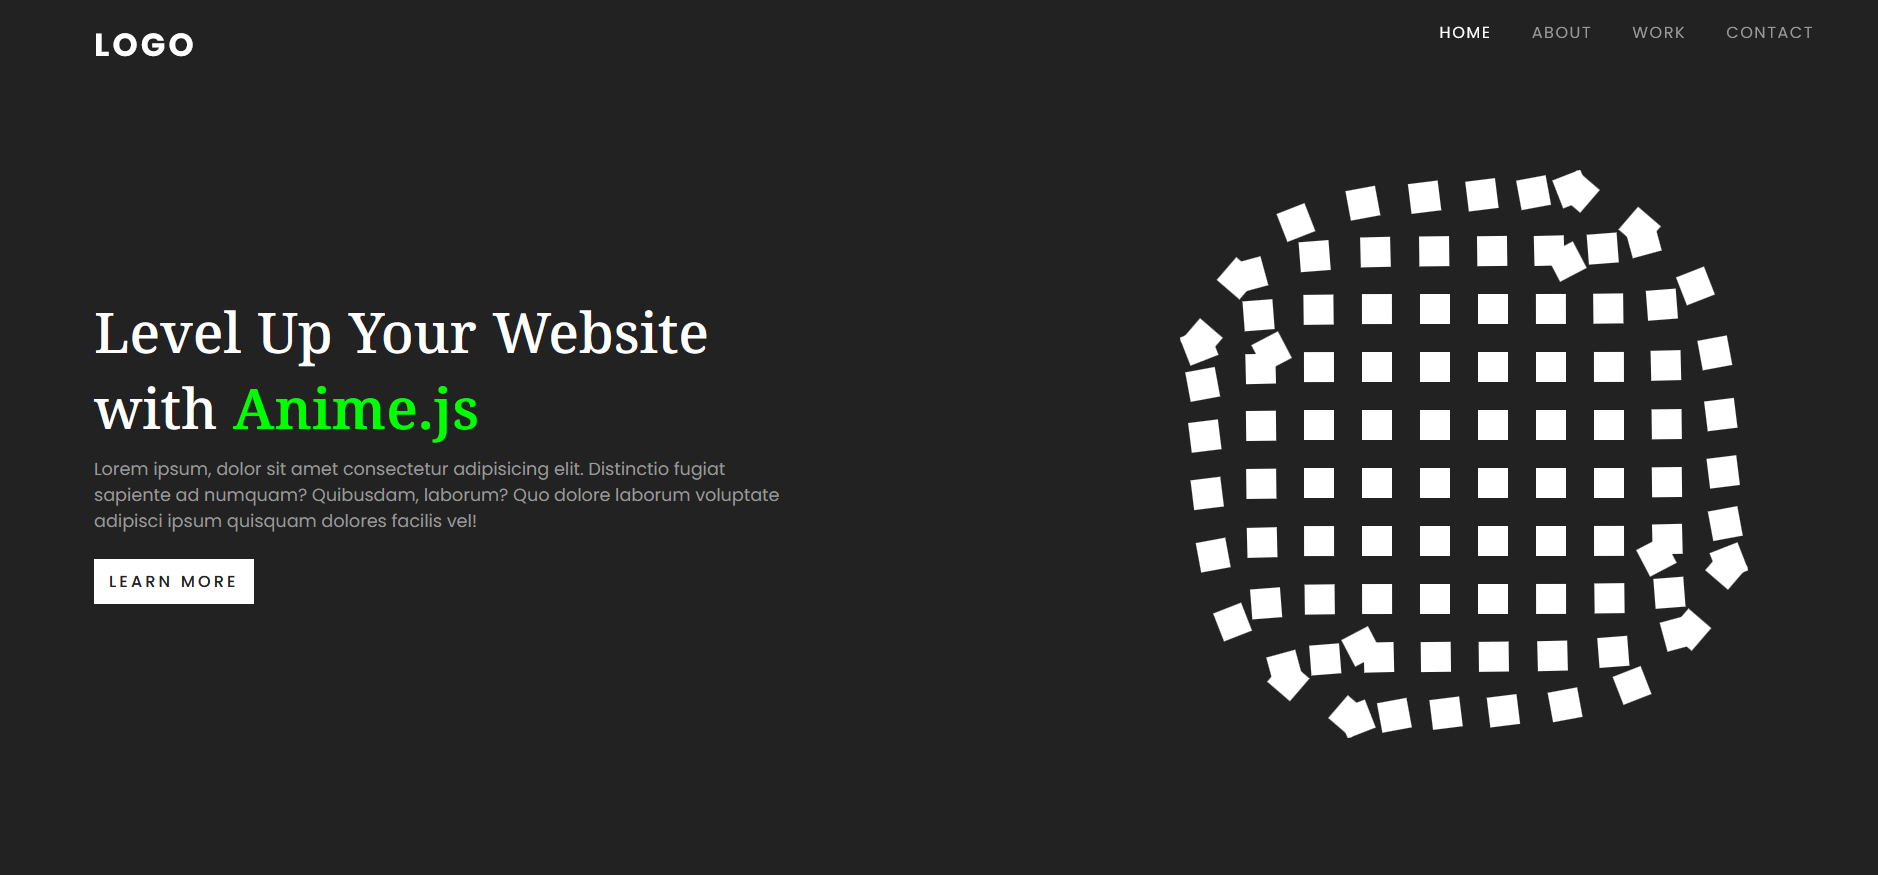 LOGO
HOME ABOUT WORK CONTACT
Level Up Your Website
with Anime.js
Lorem ipsum, dolor sit amet consectetur adipisicing elit. Distinctio fugiat
sapiente ad numquam? Quibusdam, laborum? Quo dolore laborum voluptate
adipisci ipsum quisquam dolores facilis vel!
LEARN MORE